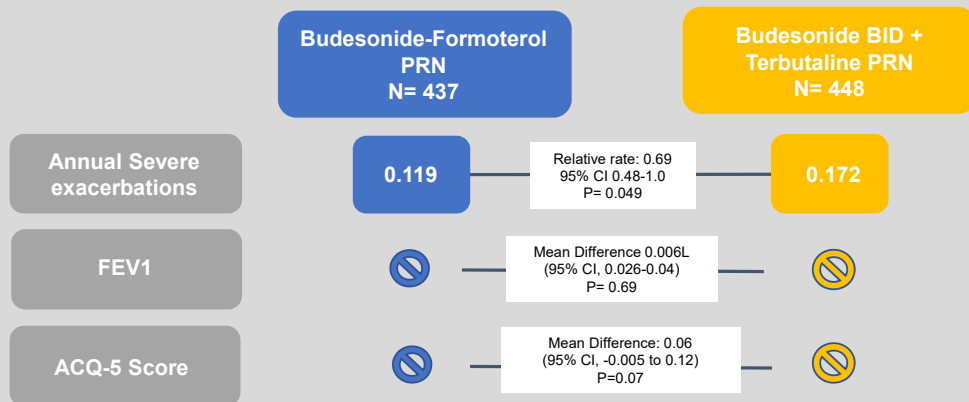 Budesonide-Formoterol
PRN
N= 437
Budesonide BID +
Terbutaline PRN
N= 448
Annual Severe
exacerbations
0.119
Relative rate: 0.69
95% CI 0.48-1.0
P= 0.049
0.172
FEV1
Mean Difference 0.006L
(95% CI, 0.026-0.04)
P= 0.69
ACQ-5 Score
Mean Difference: 0.06
(95% CI, -0.005 to 0.12)
P=0.07